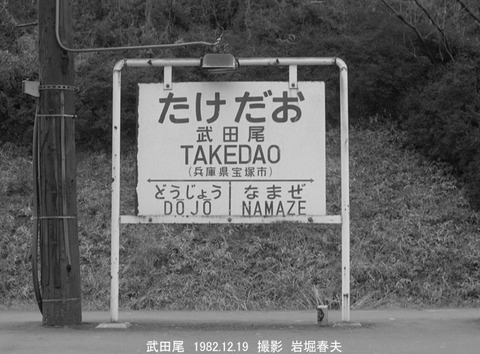 たけだお
武田尾
TAKEDAO
(兵庫県宝塚市)
どうじょう なまぜ
DŌJŌ NAMAZE
武田尾 1982.12.19 撮影 岩堀春夫